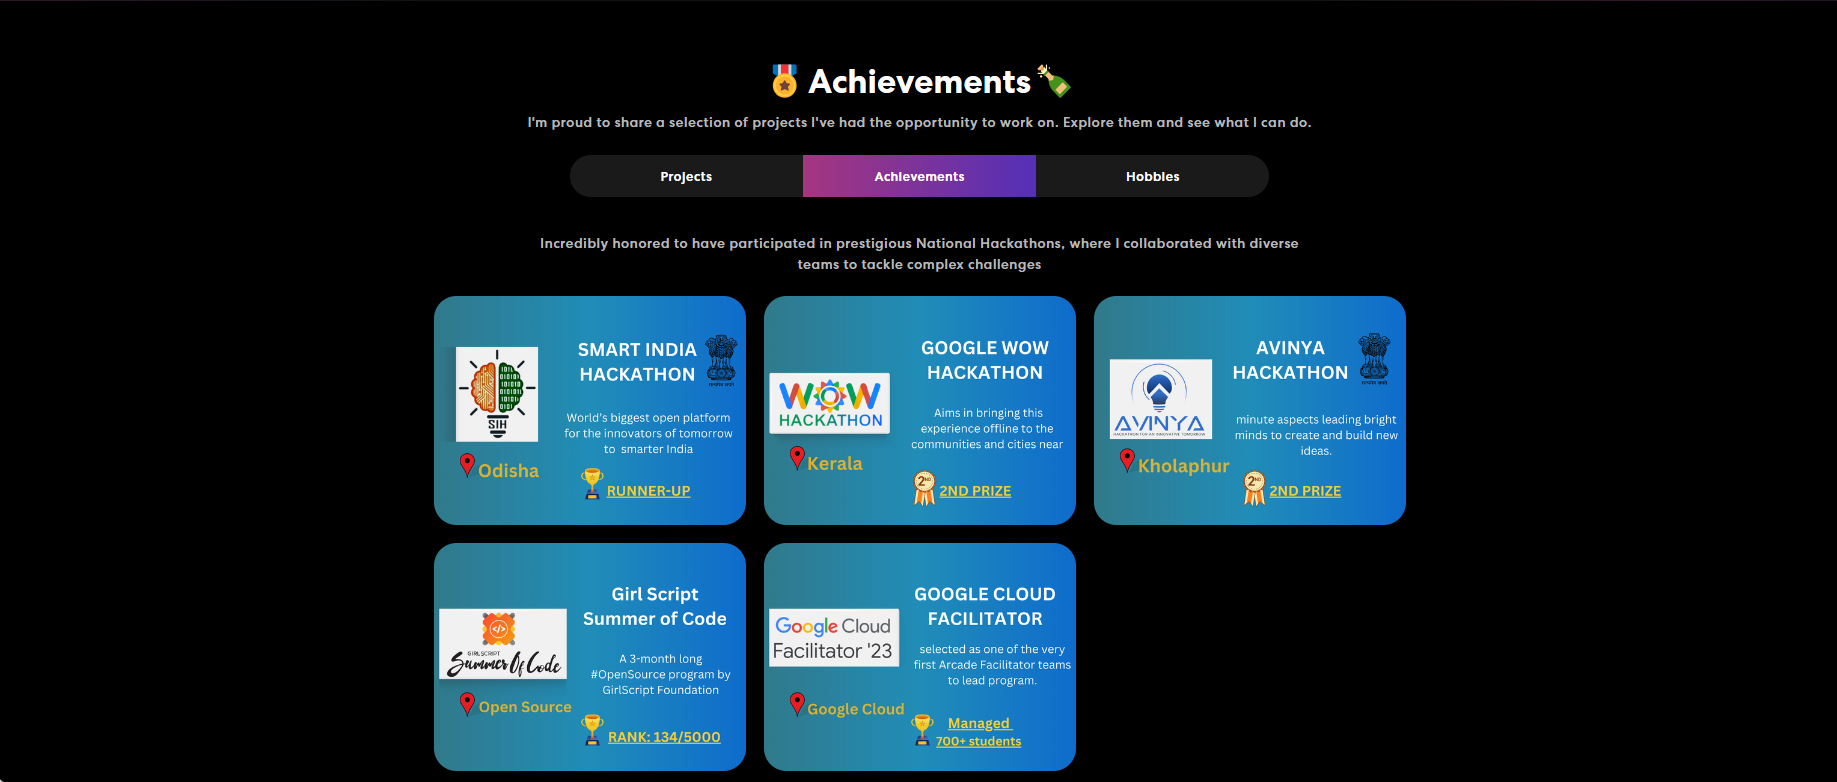 Achievements
I'm proud to share a selection of projects I've had the opportunity to work on. Explore them and see what I can do.
Projects
Achievements
Hobbies
Incredibly honored to have participated in prestigious National Hackathons, where I collaborated with diverse
teams to tackle complex challenges
SIH
Odisha
SMART INDIA
HACKATHON
World's biggest open platform
for the innovators of tomorrow
to smarter India
RUNNER-UP
WOW
HACKATHON
Kerala
GOOGLE WOW
HACKATHON
Aims in bringing this
experience offline to the
communities and cities near
2ND
2ND PRIZE
AVINYA
HACKATHON FOR AN INNOVATIVE TOMORROW
Kholaphur
AVINYA
HACKATHON
minute aspects leading bright
minds to create and build new
ideas.
2ND
2ND PRIZE
GIRLSCRIPT
Summer Of Code
Open Source
Girl Script
Summer of Code
A 3-month long
#OpenSource program by
GirlScript Foundation
RANK: 134/5000
Google Cloud
Facilitator '23
Google Cloud
GOOGLE CLOUD
FACILITATOR
selected as one of the very
first Arcade Facilitator teams
to lead program.
Managed
700+ students